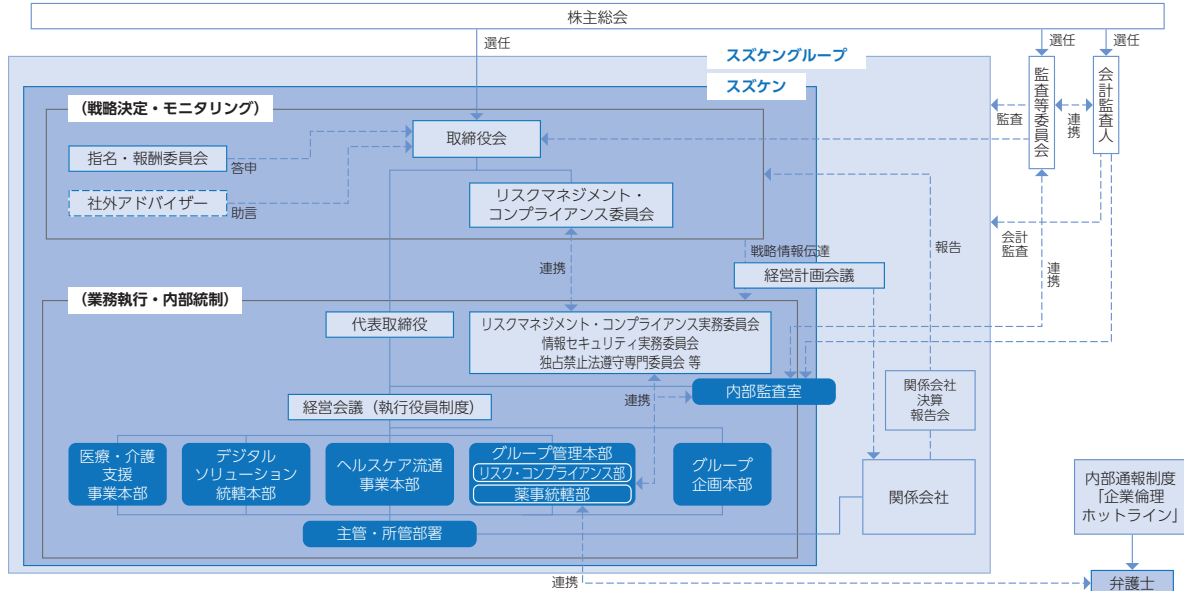 株主総会
選任
選任
選任
スズケングループ
スズケン
監査等委員会
会計監査人
監査
連携
(戦略決定・モニタリング)
取締役会
指名・報酬委員会
答申
社外アドバイザー
助言
リスクマネジメント・
コンプライアンス委員会
会計
監査
報告
連携
戦略情報伝達
連携
経営計画会議
(業務執行・内部統制)
代表取締役
リスクマネジメント・コンプライアンス実務委員会
情報セキュリティ実務委員会
独占禁止法遵守専門委員会 等
内部監査室
連携
経営会議(執行役員制度)
関係会社
決算
報告会
医療・介護
支援
事業本部
デジタル
ソリューション
統轄本部
ヘルスケア流通
事業本部
グループ管理本部
リスク・コンプライアンス部
薬事統轄部
グループ
企画本部
関係会社
内部通報制度
「企業倫理
ホットライン」
主管・所管部署
連携
弁護士